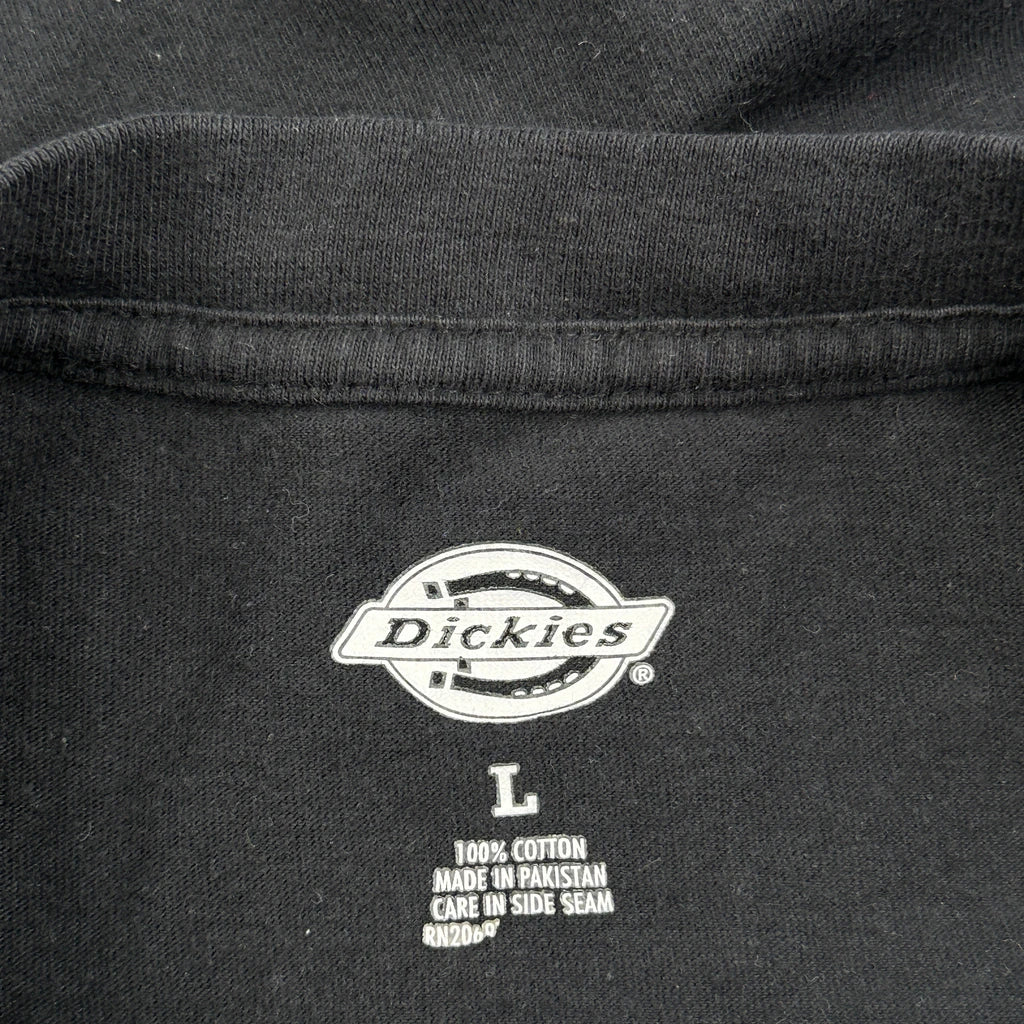 Dickies
®
L
100% COTTON
MADE IN PAKISTAN
CARE IN SIDE SEAM